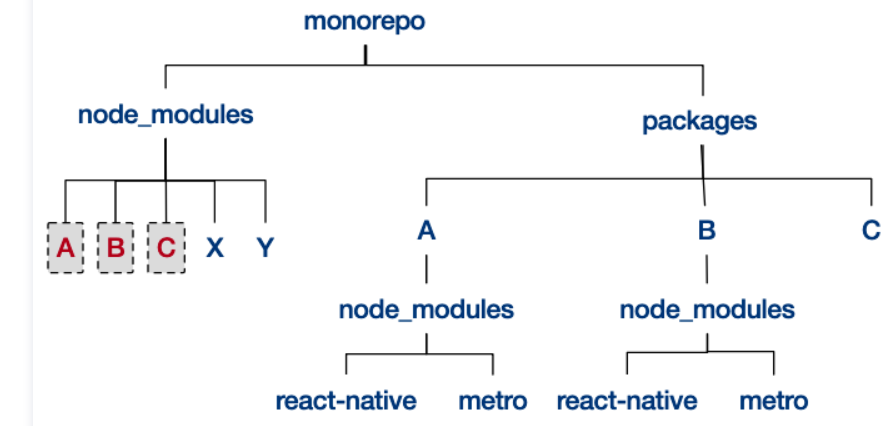 monorepo
node_modules
packages
A B C X Y
A
B
C
node_modules
node_modules
react-native
metro
react-native
metro